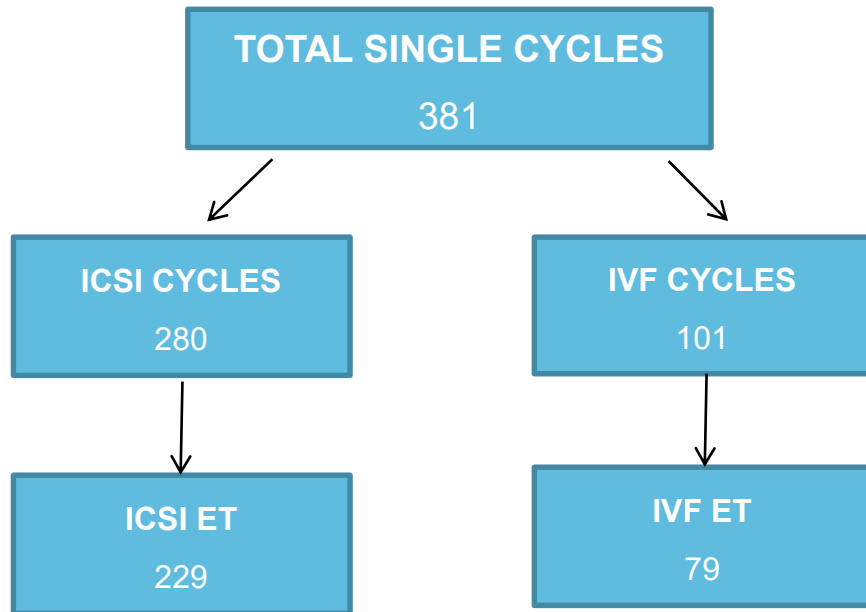 TOTAL SINGLE CYCLES
381
ICSI CYCLES
280
IVF CYCLES
101
ICSI ET
229
IVF ET
79